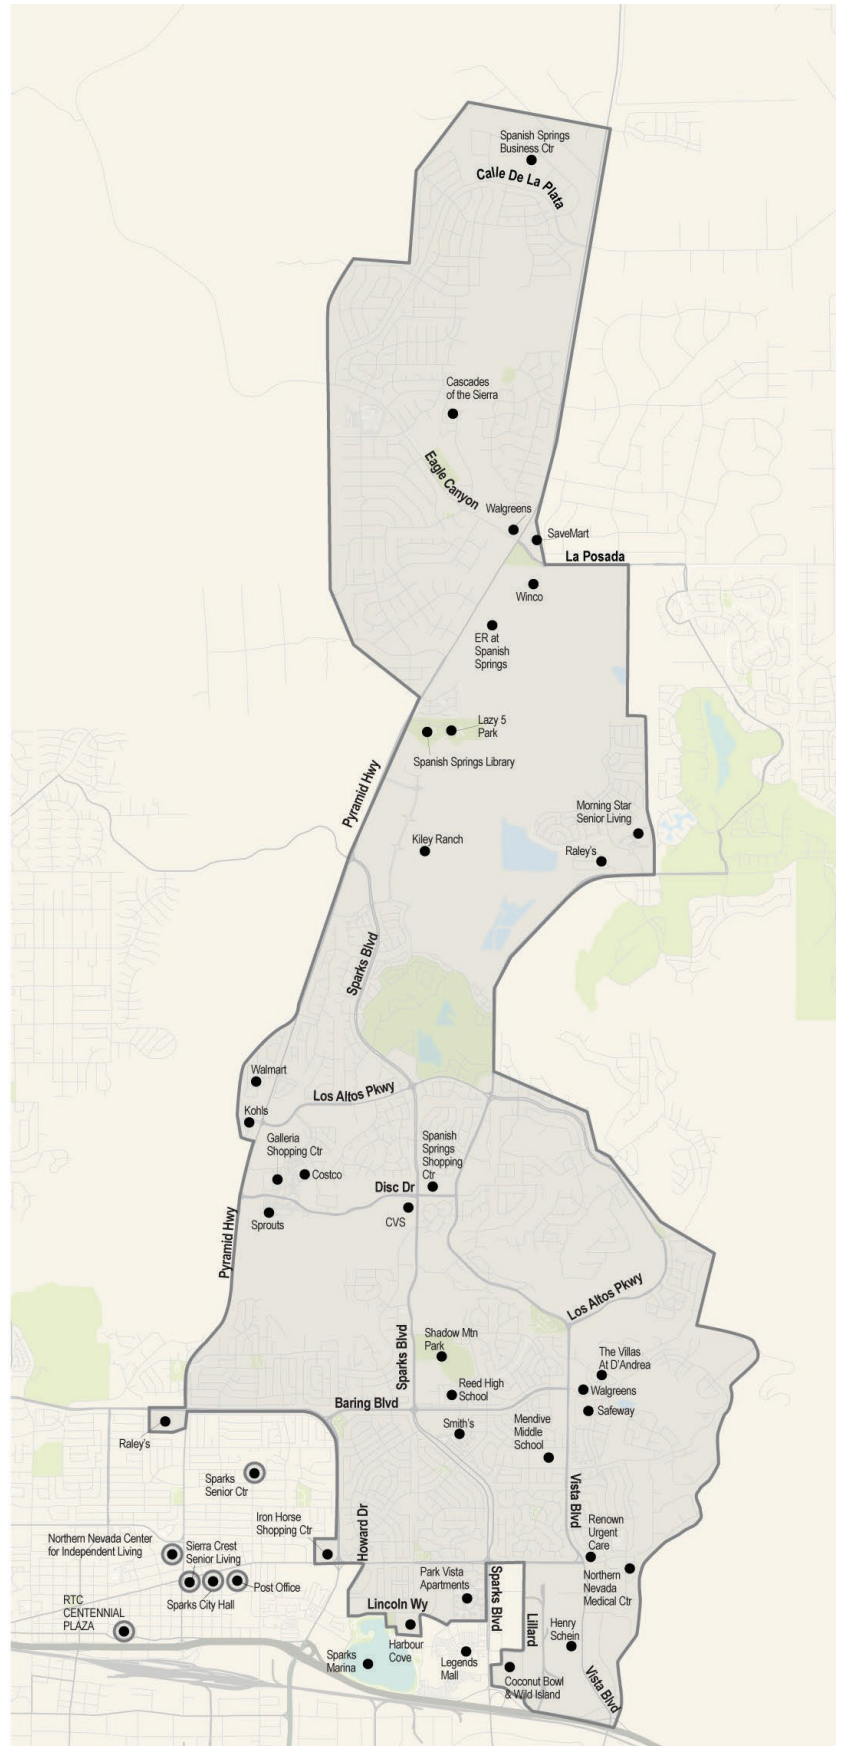 Spanish Springs
Business Ctr
Calle De La Plata
Cascades
of the Sierra
Eagle Canyon
Walgreens
SaveMart
La Posada
Winco
ER at
Spanish
Springs
Lazy 5
Park
Spanish Springs Library
Pyramid Hwy
Morning Star
Senior Living
Kiley Ranch
Raley's
Sparks Blvd
Walmart
Los Altos Pkwy
Kohls
Galleria
Shopping Ctr
Spanish
Springs
Shopping
Ctr
Costco
Disc Dr
Sprouts
CVS
Pyramid Hwy
Los Altos Pkwy
Sparks Blvd
Shadow Mtn
Park
The Villas
At D'Andrea
Reed High
School
Walgreens
Baring Blvd
Safeway
Smith's
Mendive
Middle
School
Raley's
Sparks
Senior Ctr
Vista Blvd
Iron Horse
Shopping Ctr
Howard Dr
Renown
Urgent
Care
Northern Nevada Center
for Independent Living
Sierra Crest
Senior Living
Post Office
Sparks City Hall
Park Vista
Apartments
Sparks Blvd
Northern
Nevada
Medical Ctr
RTC
CENTENNIAL
PLAZA
Lincoln Wy
Lillard
Henry
Schein
Harbour
Cove
Sparks
Marina
Legends
Mall
Coconut Bowl
& Wild Island
Vista Blvd